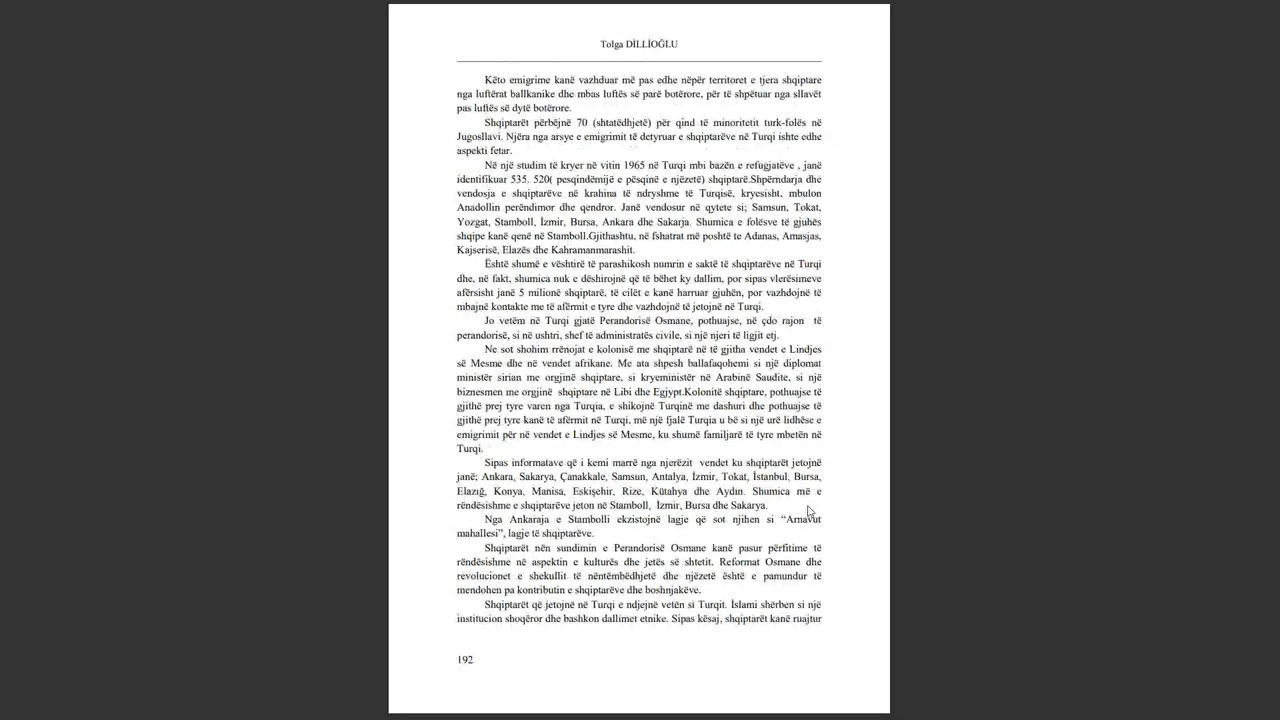 Tolga DİLLİOĞLU
Këto emigrime kanë vazhduar më pas edhe nëpër territoret e tjera shqiptare
nga luftërat ballkanike dhe mbas luftës së parë botërore, për të shpëtuar nga sllavët
pas luftës së dytë botërore.
Shqiptarët përbëjnë 70 (shtatëdhjetë) për qind të minoritetit turk-folës në
Jugosllavi. Njëra nga arsye e emigrimit të detyruar e shqiptarëve në Turqi ishte edhe
aspekti fetar.
Në një studim të kryer në vitin 1965 në Turqi mbi bazën e refugjatëve , janë
identifikuar 535. 520( pesqindëmijë e pësqinë e njëzetë) shqiptarë.Shpërndarja dhe
vendosja e shqiptarëve në krahina të ndryshme të Turqisë, kryesisht, mbulon
Anadollin perëndimor dhe qendror. Janë vendosur në qytete si; Samsun, Tokat,
Yozgat, Stamboll, İzmir, Bursa, Ankara dhe Sakarja. Shumica e folësve të gjuhës
shqipe kanë qenë në Stamboll.Gjithashtu, në fshatrat më poshtë te Adanas, Amasjas,
Kajserisë, Elazës dhe Kahramanmarashit.
Është shumë e vështirë të parashikosh numrin e saktë të shqiptarëve në Turqi
dhe, në fakt, shumica nuk e dëshirojnë që të bëhet ky dallim, por sipas vlerësimeve
afërsisht janë 5 milionë shqiptarë, të cilët e kanë harruar gjuhën, por vazhdojnë të
mbajnë kontakte me të afërmit e tyre dhe vazhdojnë të jetojnë në Turqi.
Jo vetëm në Turqi gjatë Perandorisë Osmane, pothuajse, në çdo rajon të
perandorisë, si në ushtri, shef të administratës civile, si një njeri të ligjit etj.
Ne sot shohim rrënojat e kolonisë me shqiptarë në të gjitha vendet e Lindjes
së Mesme dhe në vendet afrikane. Me ata shpesh ballafaqohemi si një diplomat
ministër sirian me orgjinë shqiptare, si kryeministër në Arabinë Saudite, si një
biznesmen me orgjinë shqiptare në Libi dhe Egjypt.Kolonitë shqiptare, pothuajse të
gjithë prej tyre varen nga Turqia, e shikojnë Turqinë me dashuri dhe pothuajse të
gjithë prej tyre kanë të afërmit në Turqi, më një fjalë Turqia u bë si një urë lidhëse e
emigrimit për në vendet e Lindjes së Mesme, ku shumë familjarë të tyre mbetën në
Turqi.
Sipas informatave që i kemi marrë nga njerëzit vendet ku shqiptarët jetojnë
janë; Ankara, Sakarya, Çanakkale, Samsun, Antalya, İzmir, Tokat, İstanbul, Bursa,
Elazığ, Konya, Manisa, Eskişehir, Rize, Kütahya dhe Aydın. Shumica më e
rëndësishme e shqiptarëve jeton në Stamboll, İzmir, Bursa dhe Sakarya.
Nga Ankaraja e Stambolli ekzistojnë lagje që sot njihen si “Arnavut
mahallesi”, lagje të shqiptarëve.
Shqiptarët nën sundimin e Perandorisë Osmane kanë pasur përfitime të
rëndësishme në aspektin e kulturës dhe jetës së shtetit. Reformat Osmane dhe
revolucionet e shekullit të nëntëmbëdhjetë dhe njëzetë është e pamundur të
mendohen pa kontributin e shqiptarëve dhe boshnjakëve.
Shqiptarët që jetojnë në Turqi e ndjejnë vetën si Turqit. İslami shërben si një
institucion shoqëror dhe bashkon dallimet etnike. Sipas kësaj, shqiptarët kanë ruajtur
192